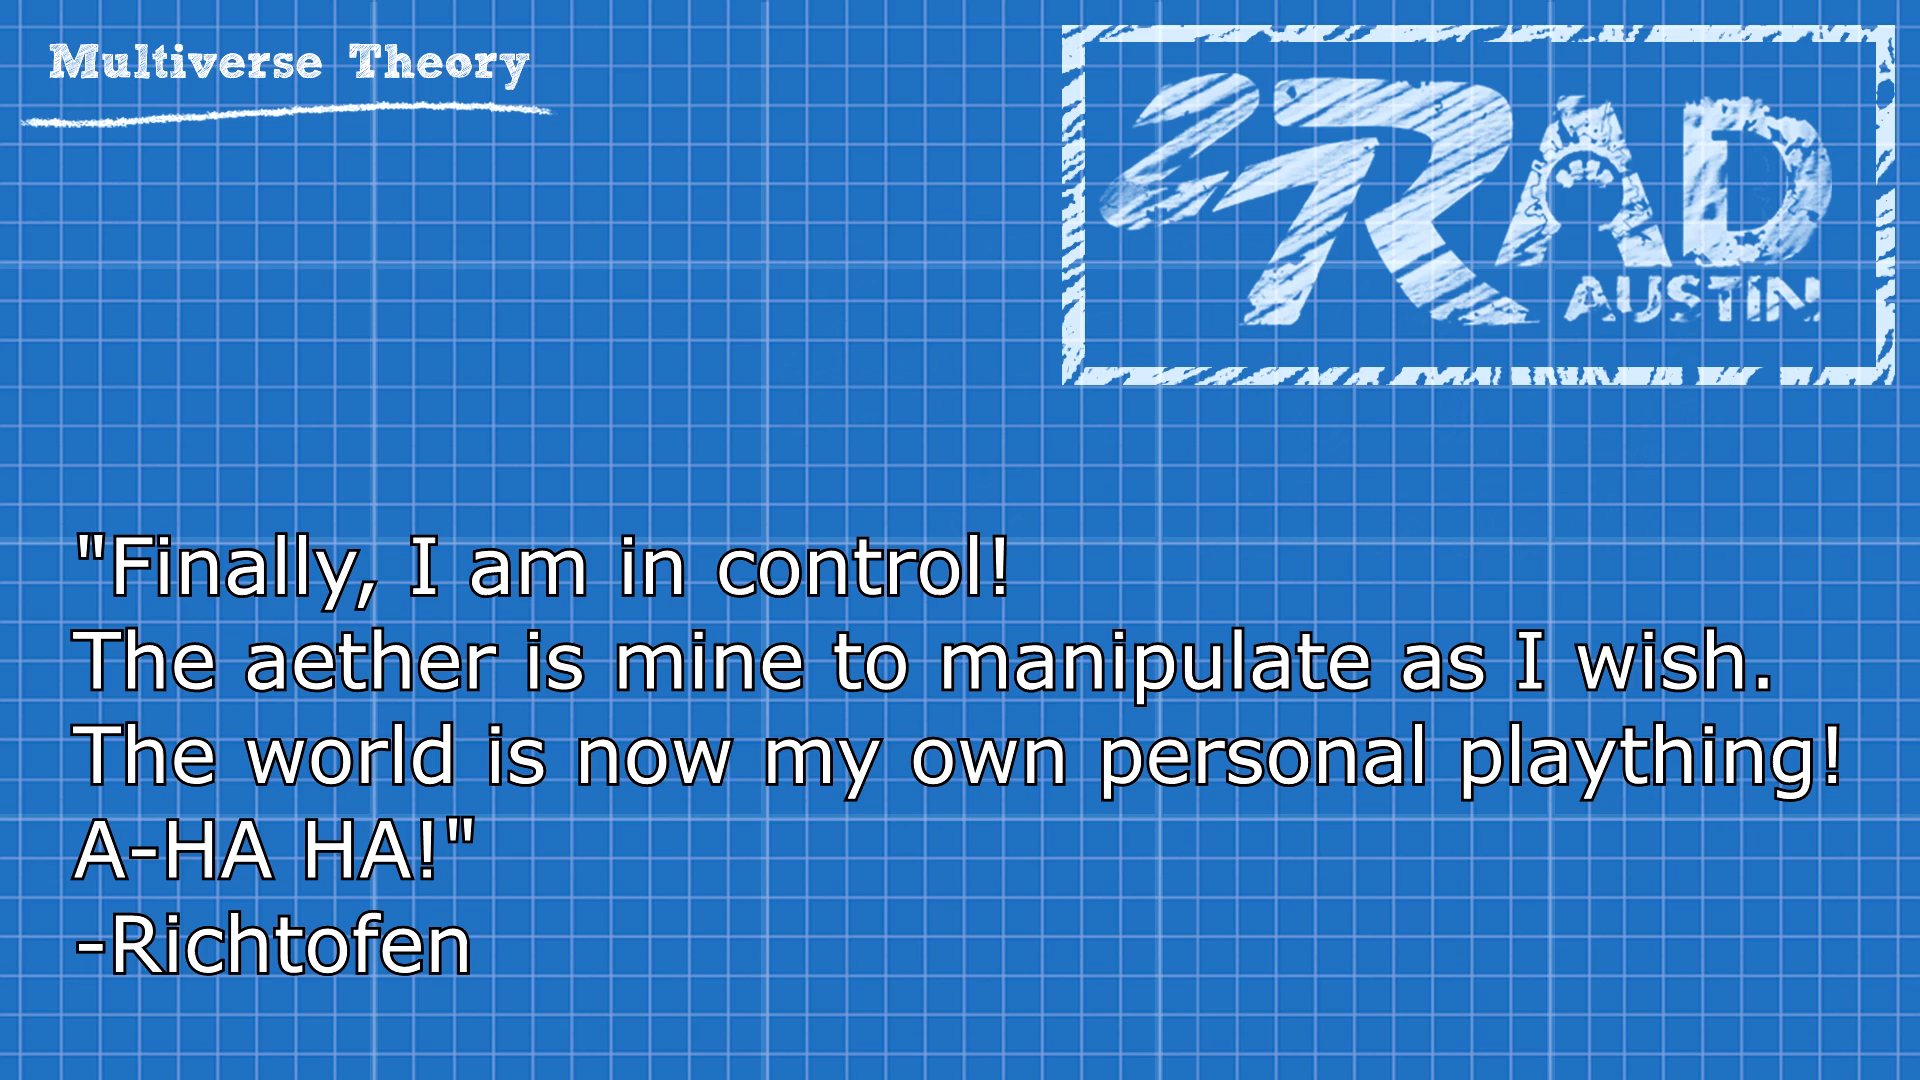 Multiverse Theory
2RAD
AUSTIN
"Finally, I am in control!
The aether is mine to manipulate as I wish.
The world is now my own personal plaything!
A-HA HA!"
-Richtofen